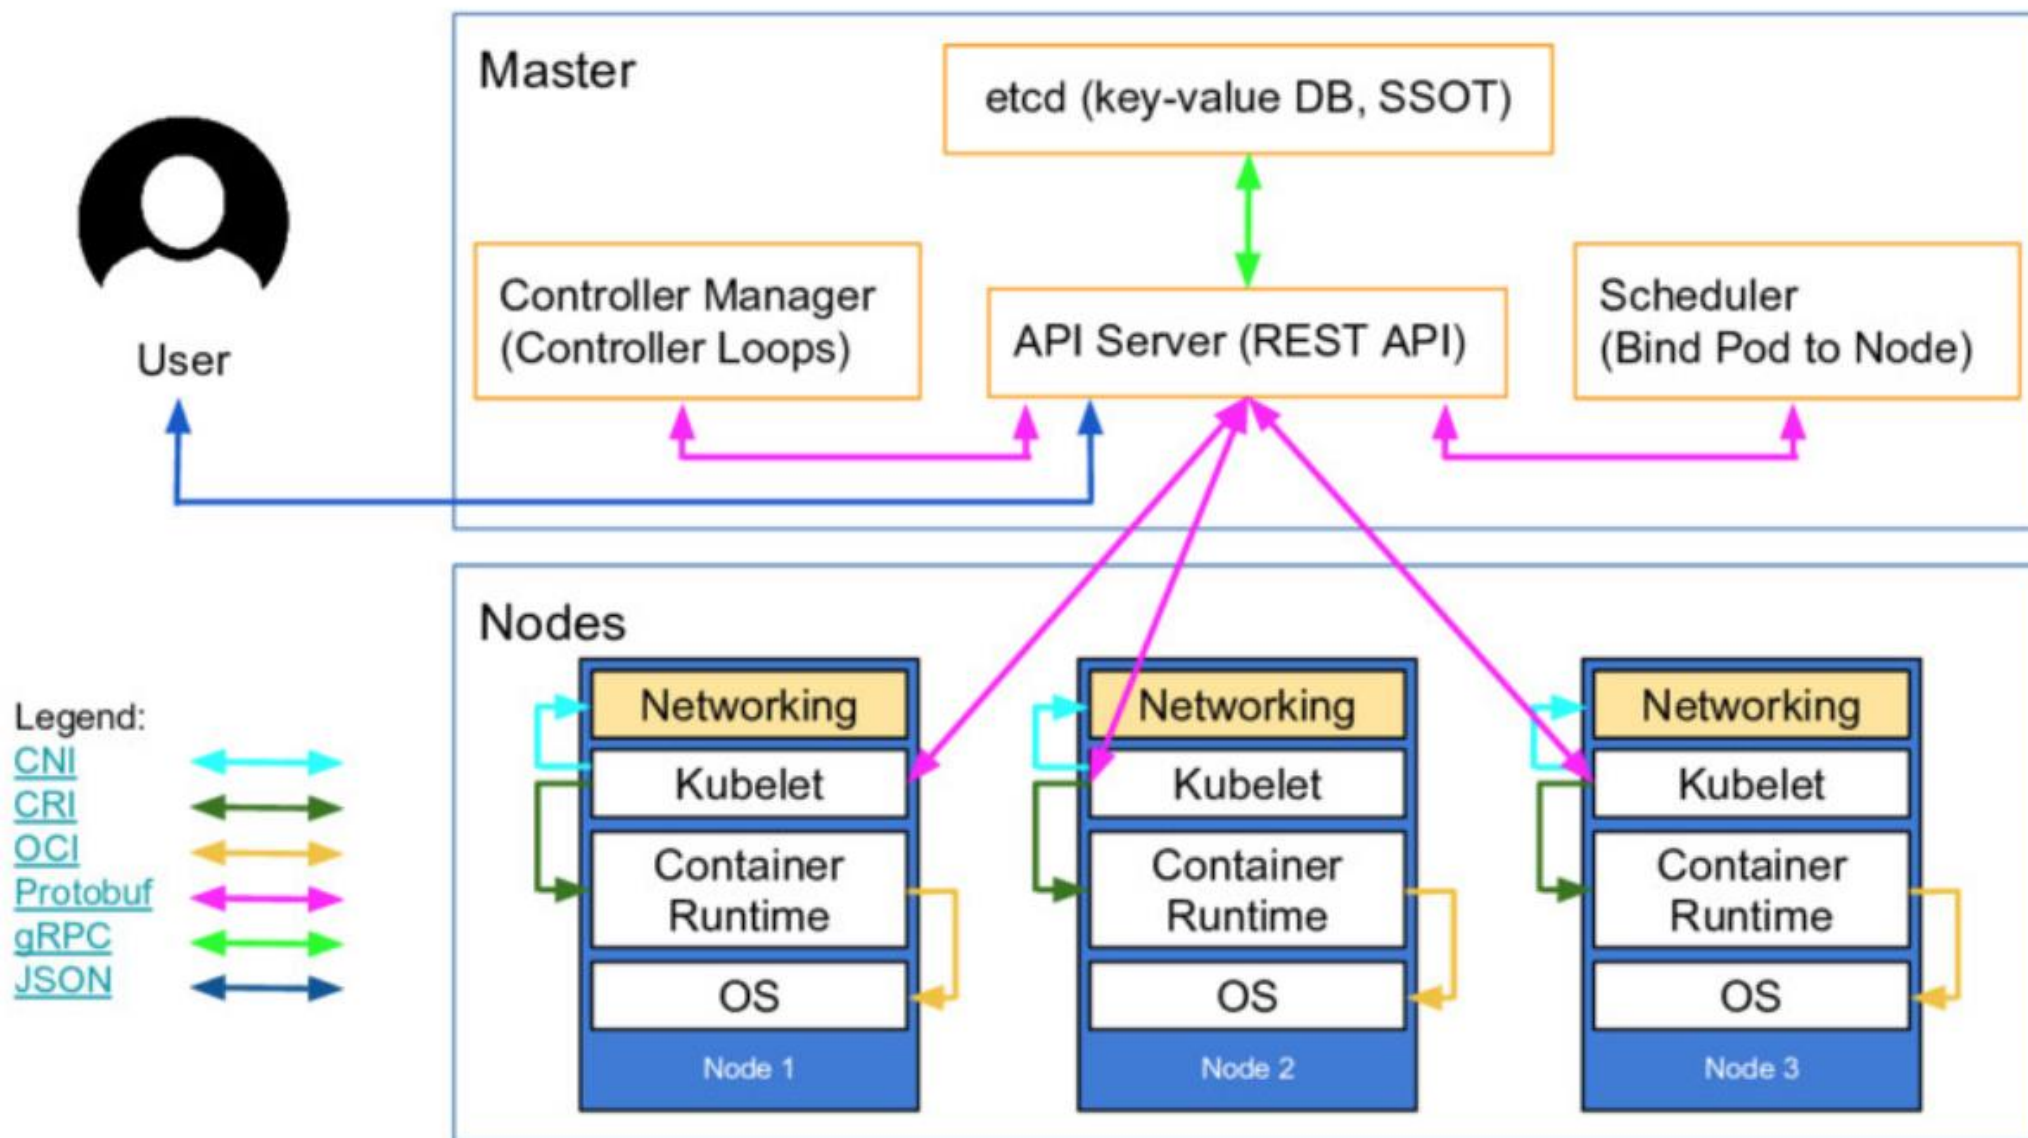 Master
etcd (key-value DB, SSOT)
Controller Manager
(Controller Loops)
API Server (REST API)
Scheduler
(Bind Pod to Node)
User
Nodes
Networking
Kubelet
Container
Runtime
OS
Node 1
Networking
Kubelet
Container
Runtime
OS
Node 2
Networking
Kubelet
Container
Runtime
OS
Node 3
Legend:
CNI
CRI
OCI
Protobuf
gRPC
JSON